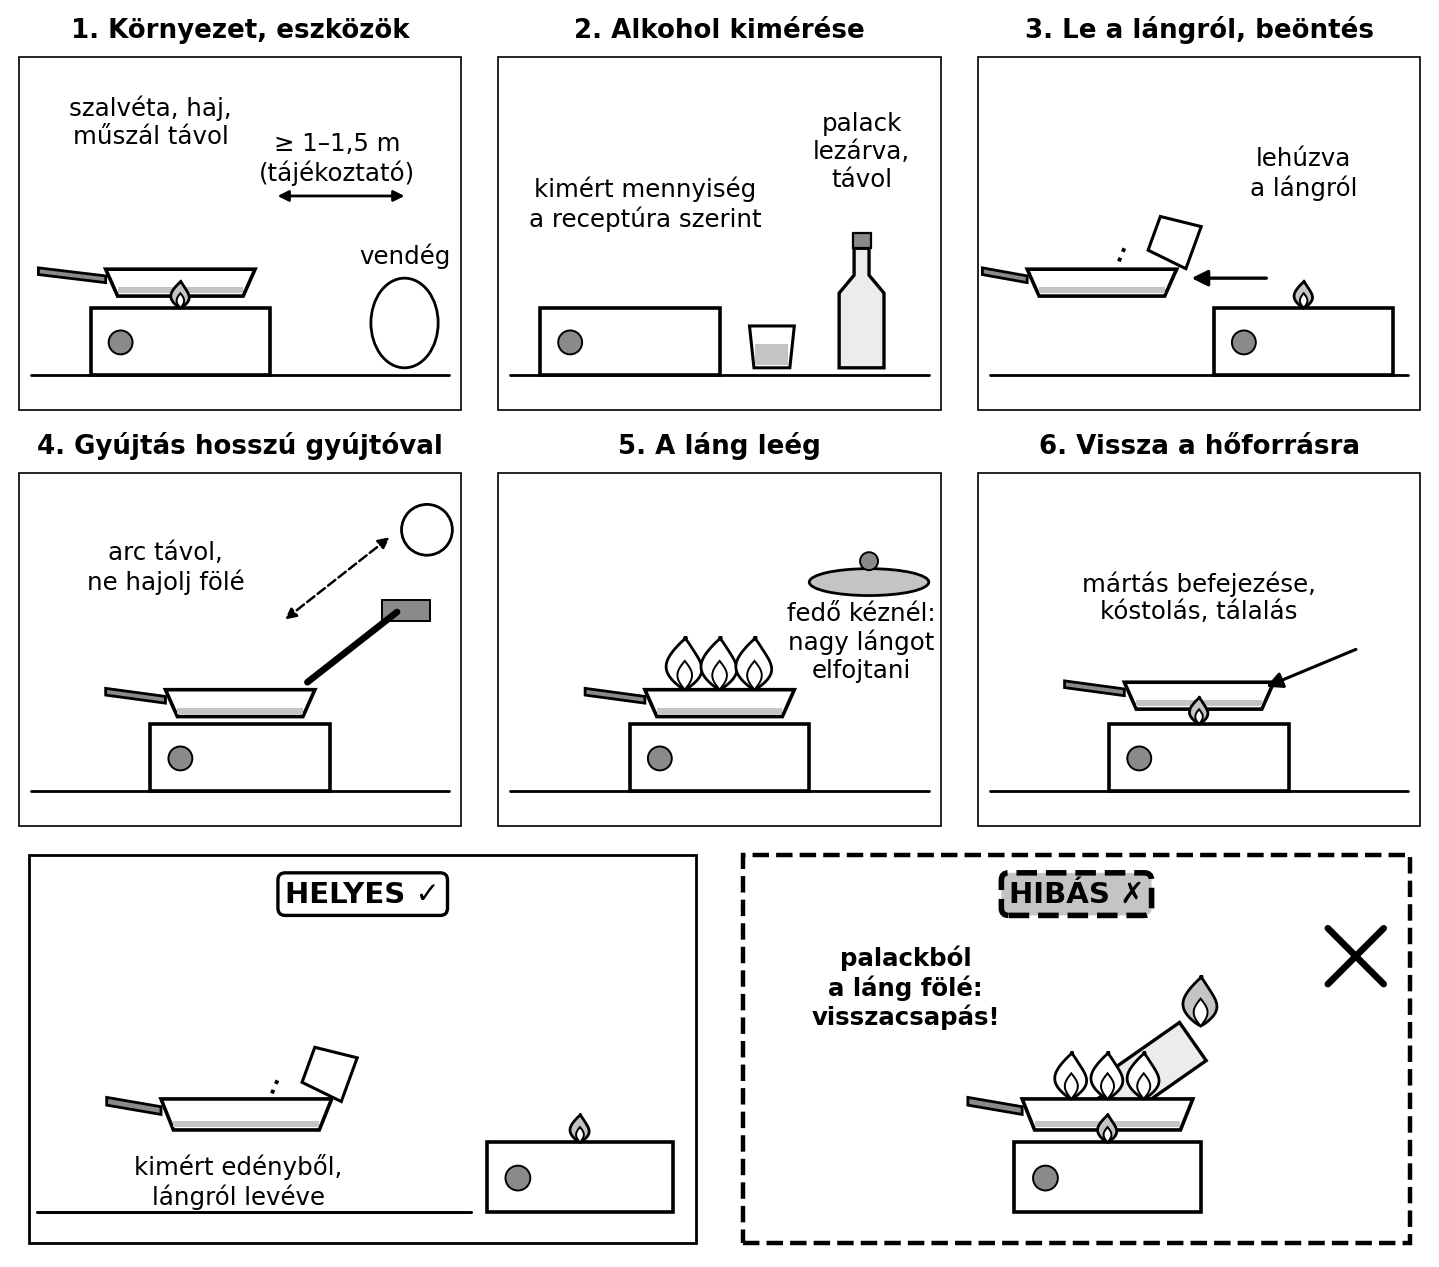 1. Környezet, eszközök
szalvéta, haj,
műszál távol
≥ 1–1,5 m
(tájékoztató)
vendég
2. Alkohol kimérése
kimért mennyiség
a receptúra szerint
palack
lezárva,
távol
3. Le a lángról, beöntés
lehúzva
a lángról
4. Gyújtás hosszú gyújtóval
arc távol,
ne hajolj fölé
5. A láng leég
fedő kéznél:
nagy lángot
elfojtani
6. Vissza a hőforrásra
mártás befejezése,
kóstolás, tálalás
HELYES ✓
kimért edényből,
lángról levéve
HIBÁS ✗
palackból
a láng fölé:
visszacsapás!